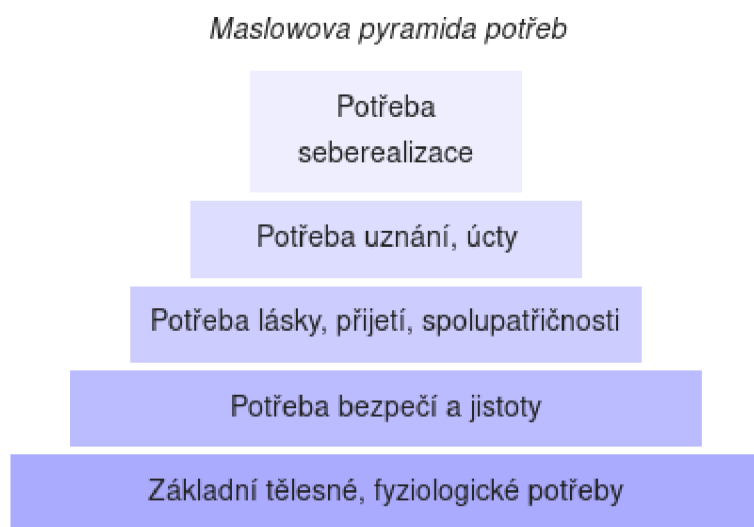 Maslowova pyramida potřeb
Potřeba
seberealizace
Potřeba uznání, úcty
Potřeba lásky, přijetí, spolupatřičnosti
Potřeba bezpečí a jistoty
Základní tělesné, fyziologické potřeby